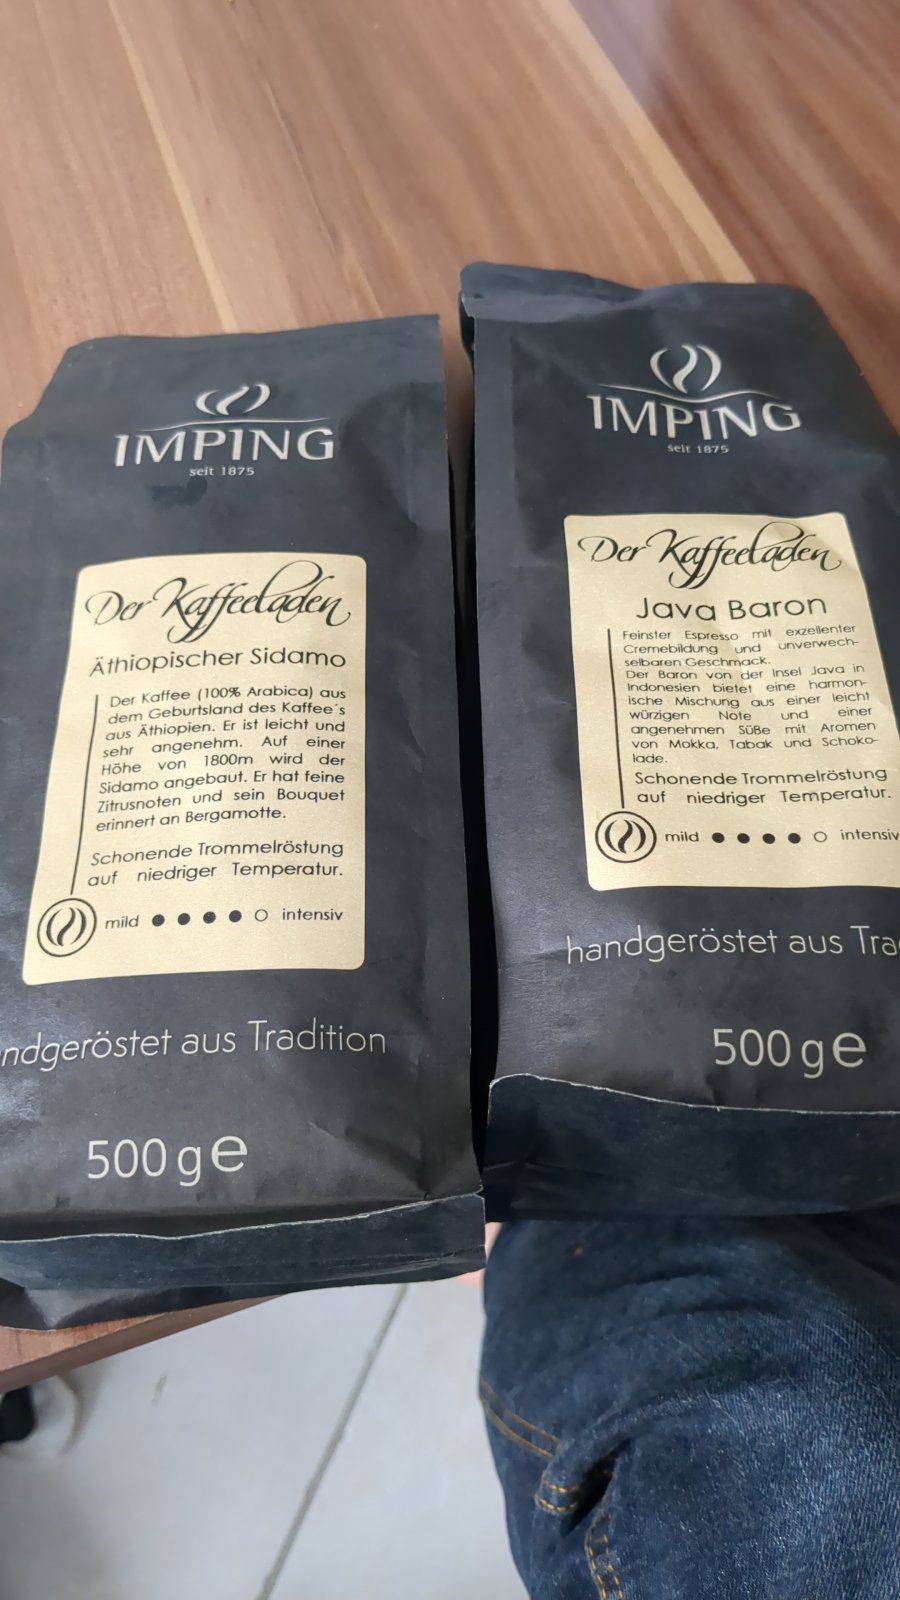 IMPING
seit 1875
Der Kaffeeladen
Äthiopischer Sidamo
Der Kaffee (100% Arabica) aus
dem Geburtsland des Kaffee´s
aus Äthiopien. Er ist leicht und
sehr angenehm. Auf einer
Höhe von 1800m wird der
Sidamo angebaut. Er hat feine
Zitrusnoten und sein Bouquet
erinnert an Bergamotte.
Schonende Trommelröstung
auf niedriger Temperatur.
mild intensiv
ndgeröstet aus Tradition
500 g e
IMPING
seit 1875
Der Kaffeeladen
Java Baron
Feinster Espresso mit exzellenter
Cremebildung und unverwech-
selbaren Geschmack.
Der Baron von der Insel Java in
Indonesien bietet eine harmon-
ische Mischung aus einer leicht
würzigen Note und einer
angenehmen Süße mit Aromen
von Mokka, Tabak und Schoko-
lade.
Schonende Trommelröstung
auf niedriger Temperatur.
mild intensiv
handgeröstet aus Tra
500 g e